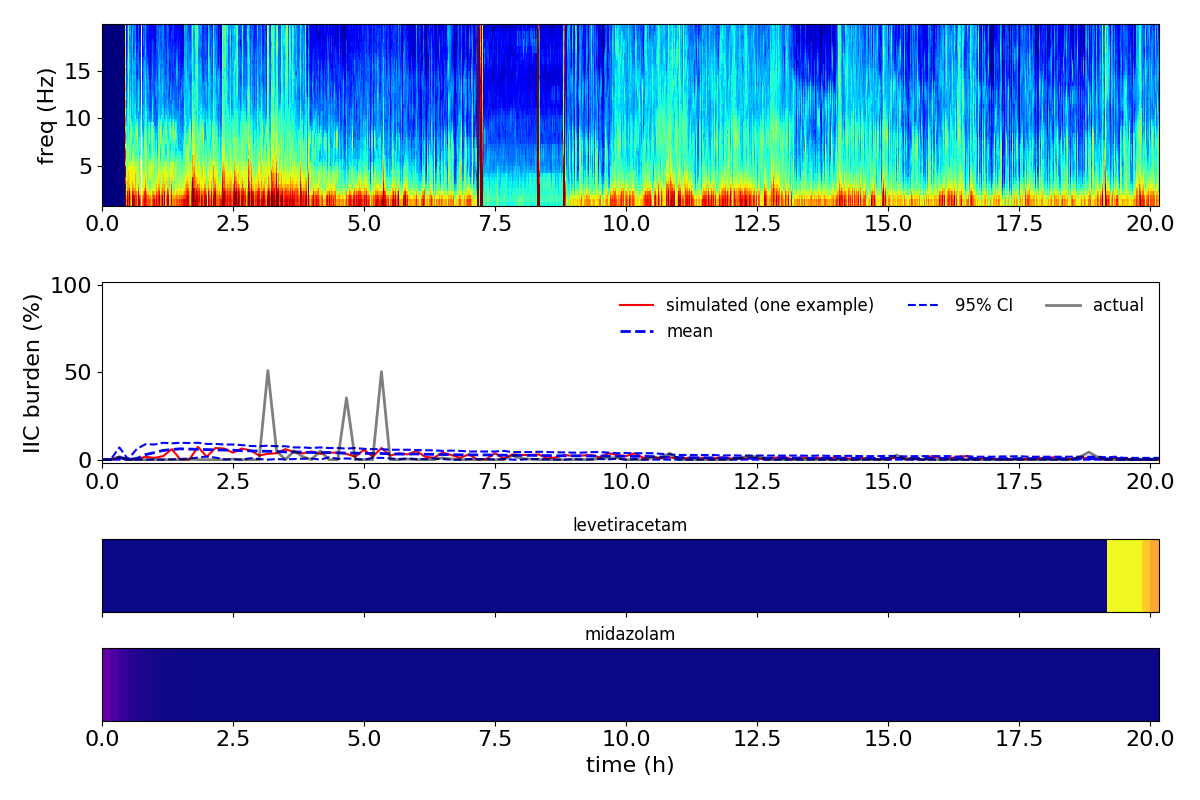 15
10
5
freq (Hz)
0.0 2.5 5.0 7.5 10.0 12.5 15.0 17.5 20.0
100
50
0
IIC burden (%)
simulated (one example) 95% CI actual
mean
0.0 2.5 5.0 7.5 10.0 12.5 15.0 17.5 20.0
levetiracetam
midazolam
0.0 2.5 5.0 7.5 10.0 12.5 15.0 17.5 20.0
time (h)